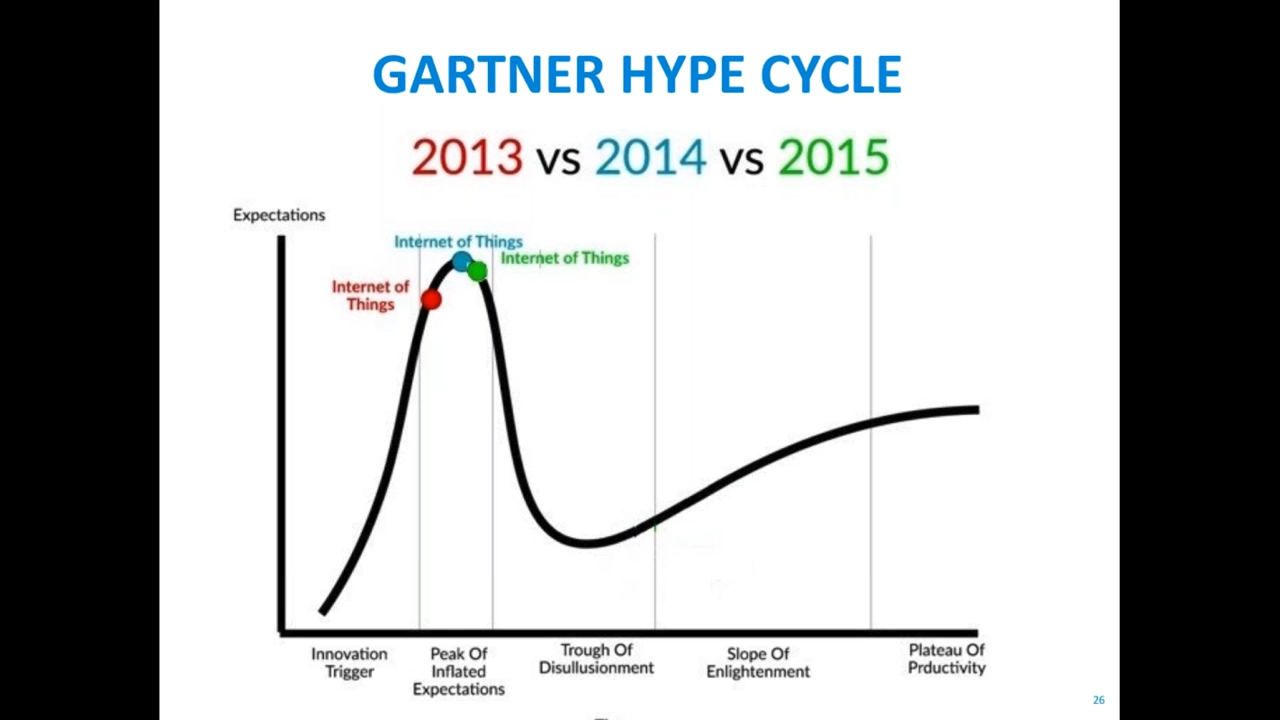 GARTNER HYPE CYCLE
2013 vs 2014 vs 2015
Expectations
Internet of Things
Internet of Things
Internet of
Things
Innovation
Trigger
Peak Of
Inflated
Expectations
Trough Of
Disullusionment
Slope Of
Enlightenment
Plateau Of
Prductivity
26